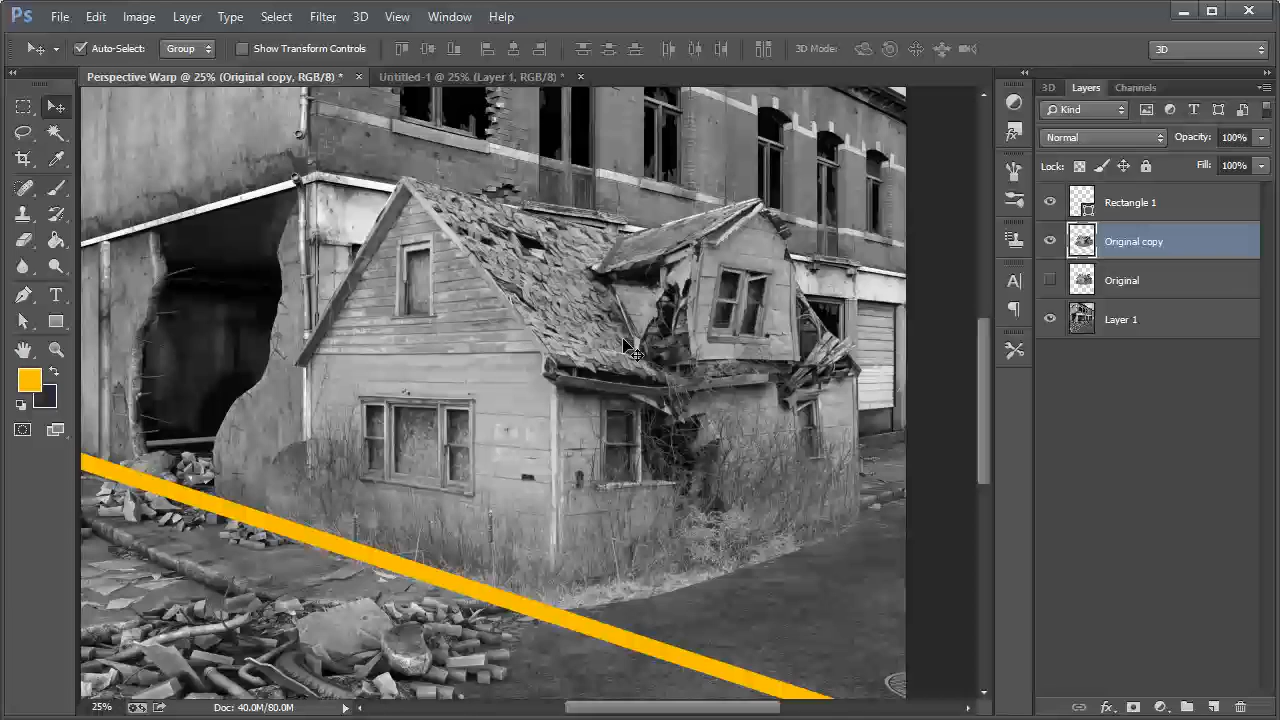 Ps File Edit Image Layer Type Select Filter 3D View Window Help
Auto-Select: Group Show Transform Controls 3D Mode: 3D
Perspective Warp @ 25% (Original copy, RGB/8) * × Untitled-1 @ 25% (Layer 1, RGB/8) * ×
3D Layers Channels
Kind
Normal Opacity: 100%
Lock: Fill: 100%
Rectangle 1
Original copy
Original
Layer 1
25% Doc: 40.0M/80.0M